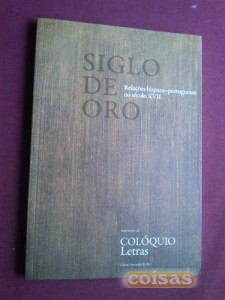 SIGLO
DE
ORO
Relações hispano-portuguesas
no século XVII
COLÓQUIO
Letras
coisas